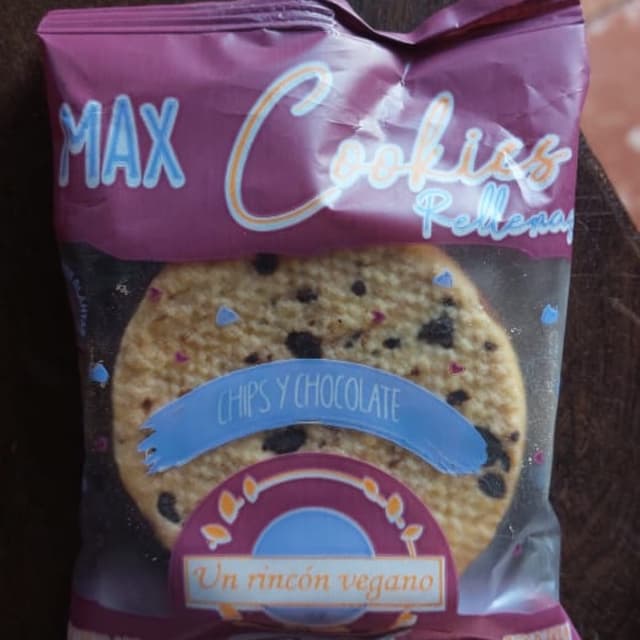 MAX Cookies
Rellenas
CHIPS Y CHOCOLATE
Un rincón vegano